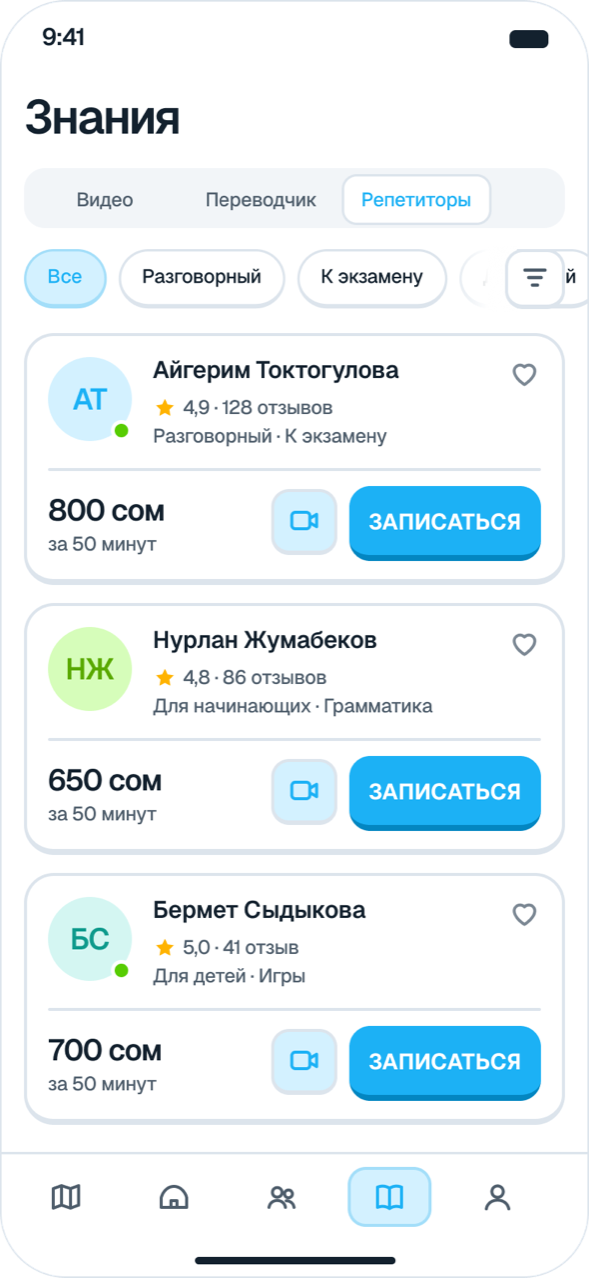 9:41
Знания
Видео Переводчик Репетиторы
Все Разговорный К экзамену й
АТ
Айгерим Токтогулова
4,9 · 128 отзывов
Разговорный · К экзамену
800 сом
за 50 минут
ЗАПИСАТЬСЯ
НЖ
Нурлан Жумабеков
4,8 · 86 отзывов
Для начинающих · Грамматика
650 сом
за 50 минут
ЗАПИСАТЬСЯ
БС
Бермет Сыдыкова
5,0 · 41 отзыв
Для детей · Игры
700 сом
за 50 минут
ЗАПИСАТЬСЯ